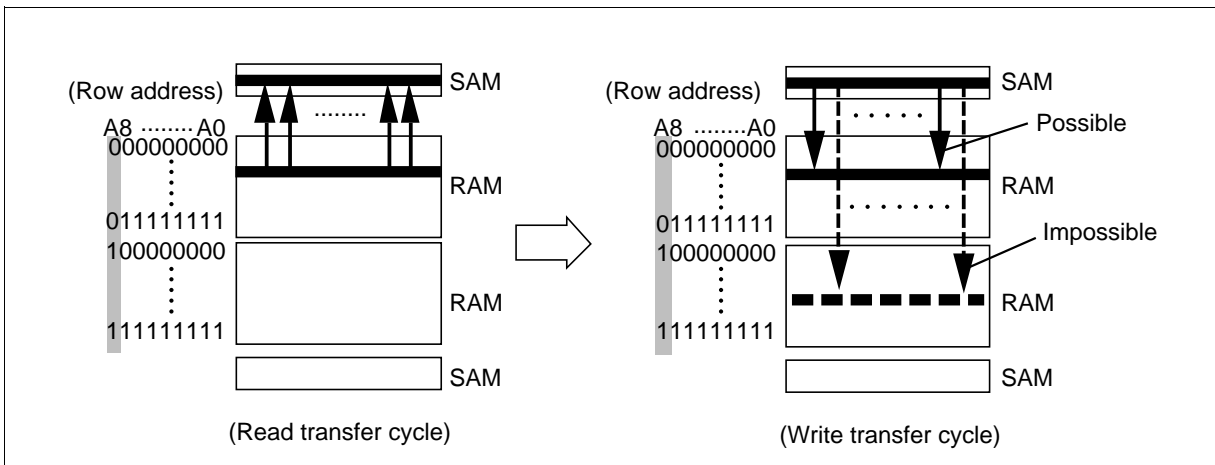 SAM
(Row address)
A8 ........ A0
000000000
RAM
011111111
100000000
RAM
111111111
SAM
(Read transfer cycle)
SAM
(Row address)
A8 ........ A0
Possible
000000000
RAM
011111111
Impossible
100000000
RAM
111111111
SAM
(Write transfer cycle)